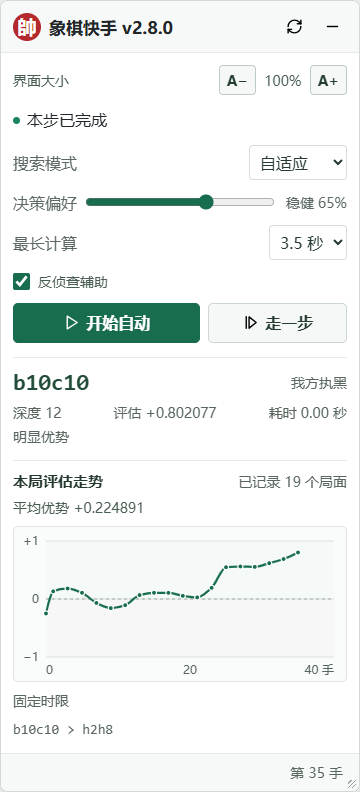 帥 象棋快手 v2.8.0
界面大小 A− 100% A+
本步已完成
搜索模式 自适应
决策偏好 稳健 65%
最长计算 3.5 秒
反侦查辅助
开始自动 走一步
b10c10 我方执黑
深度 12 评估 +0.802077 耗时 0.00 秒
明显优势
本局评估走势 已记录 19 个局面
平均优势 +0.224891
+1
0
−1
0 20 40 手
固定时限
b10c10 > h2h8
第 35 手